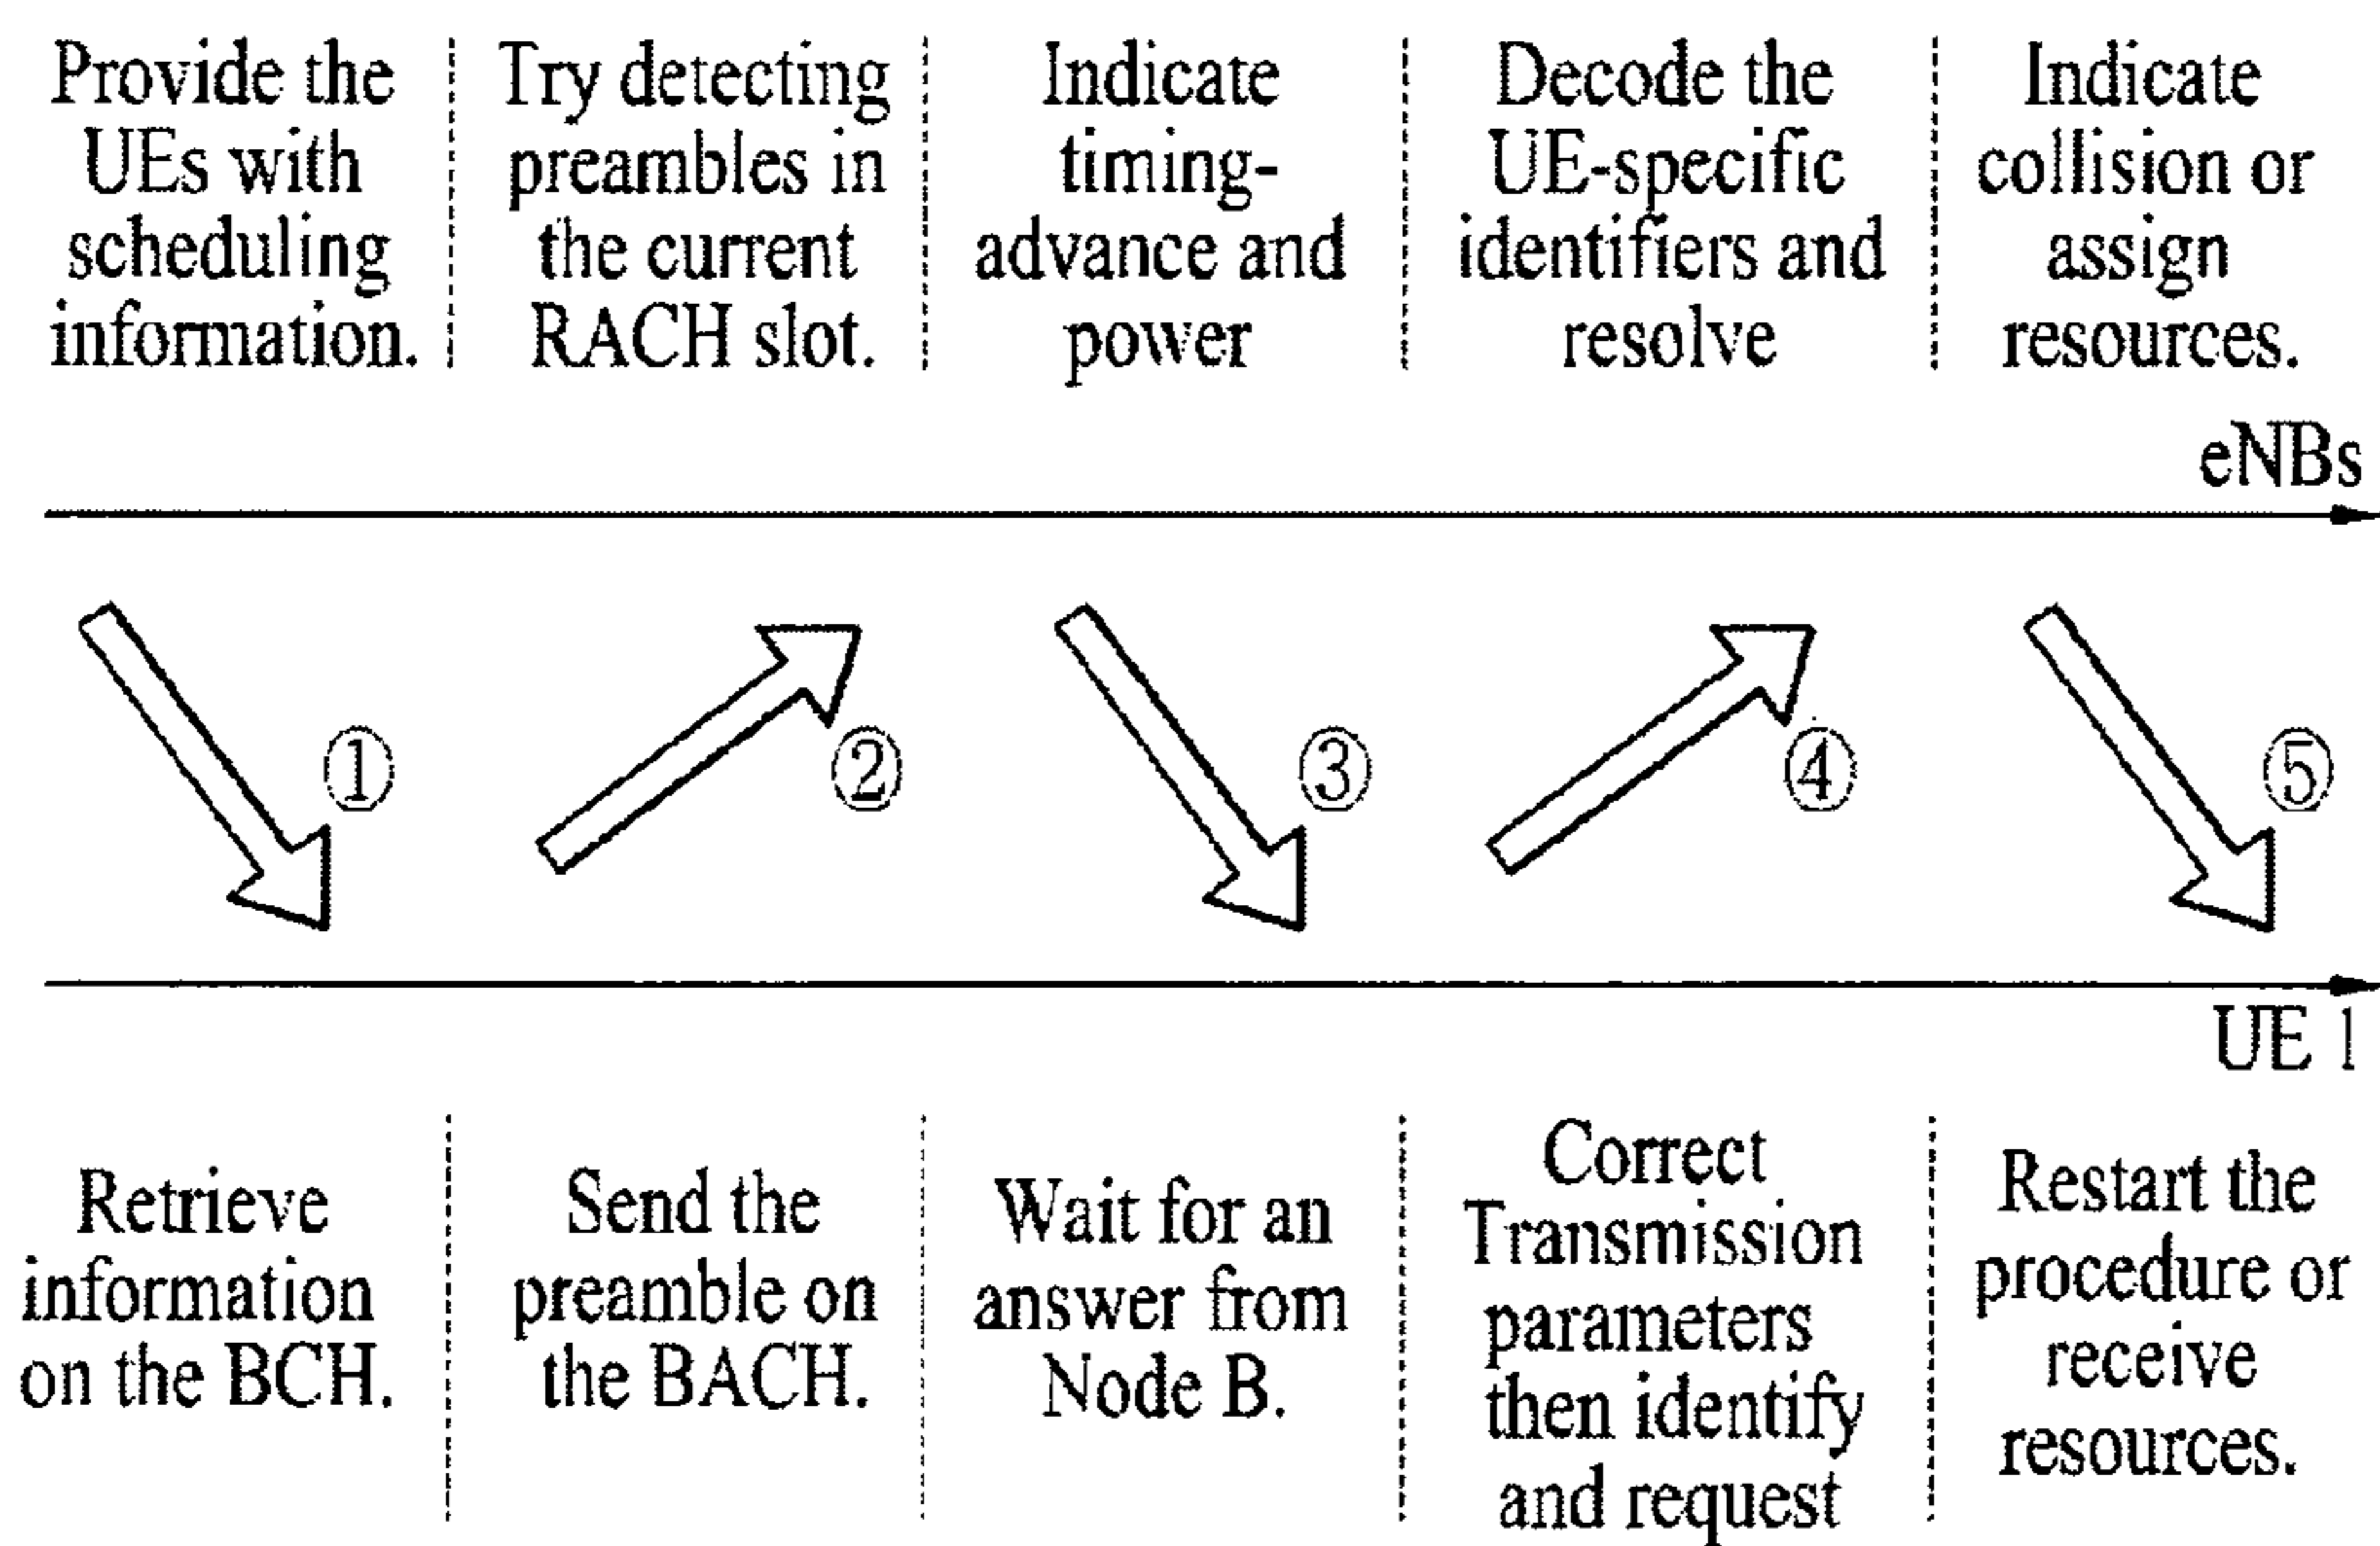 Provide the
UEs with
scheduling
information.
Try detecting
preambles in
the current
RACH slot.
Indicate
timing-
advance and
power
Decode the
UE-specific
identifiers and
resolve
Indicate
collision or
assign
resources.
eNBs
①
②
③
④
⑤
UE 1
Retrieve
information
on the BCH.
Send the
preamble on
the BACH.
Wait for an
answer from
Node B.
Correct
Transmission
parameters
then identify
and request
Restart the
procedure or
receive
resources.